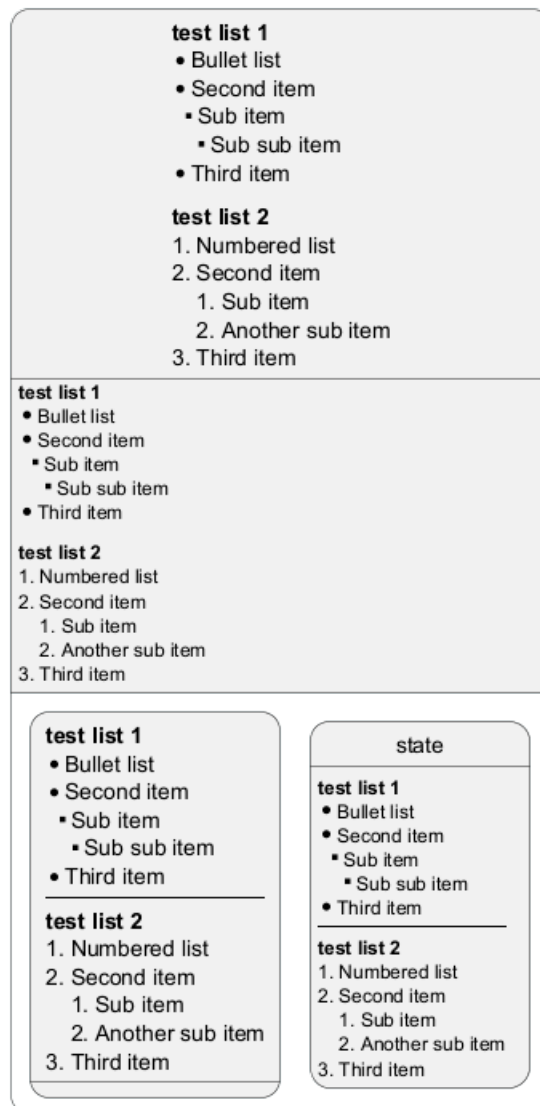 test list 1
• Bullet list
• Second item
▪ Sub item
▪ Sub sub item
• Third item
test list 2
1. Numbered list
2. Second item
1. Sub item
2. Another sub item
3. Third item
test list 1
• Bullet list
• Second item
▪ Sub item
▪ Sub sub item
• Third item
test list 2
1. Numbered list
2. Second item
1. Sub item
2. Another sub item
3. Third item
test list 1
• Bullet list
• Second item
▪ Sub item
▪ Sub sub item
• Third item
test list 2
1. Numbered list
2. Second item
1. Sub item
2. Another sub item
3. Third item
state
test list 1
• Bullet list
• Second item
▪ Sub item
▪ Sub sub item
• Third item
test list 2
1. Numbered list
2. Second item
1. Sub item
2. Another sub item
3. Third item